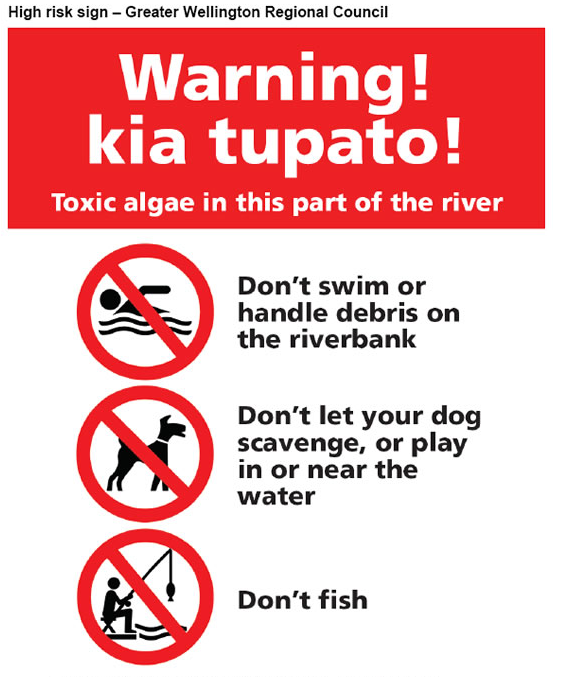 High risk sign – Greater Wellington Regional Council
Warning!
kia tupato!
Toxic algae in this part of the river
Don't swim or
handle debris on
the riverbank
Don't let your dog
scavenge, or play
in or near the
water
Don't fish